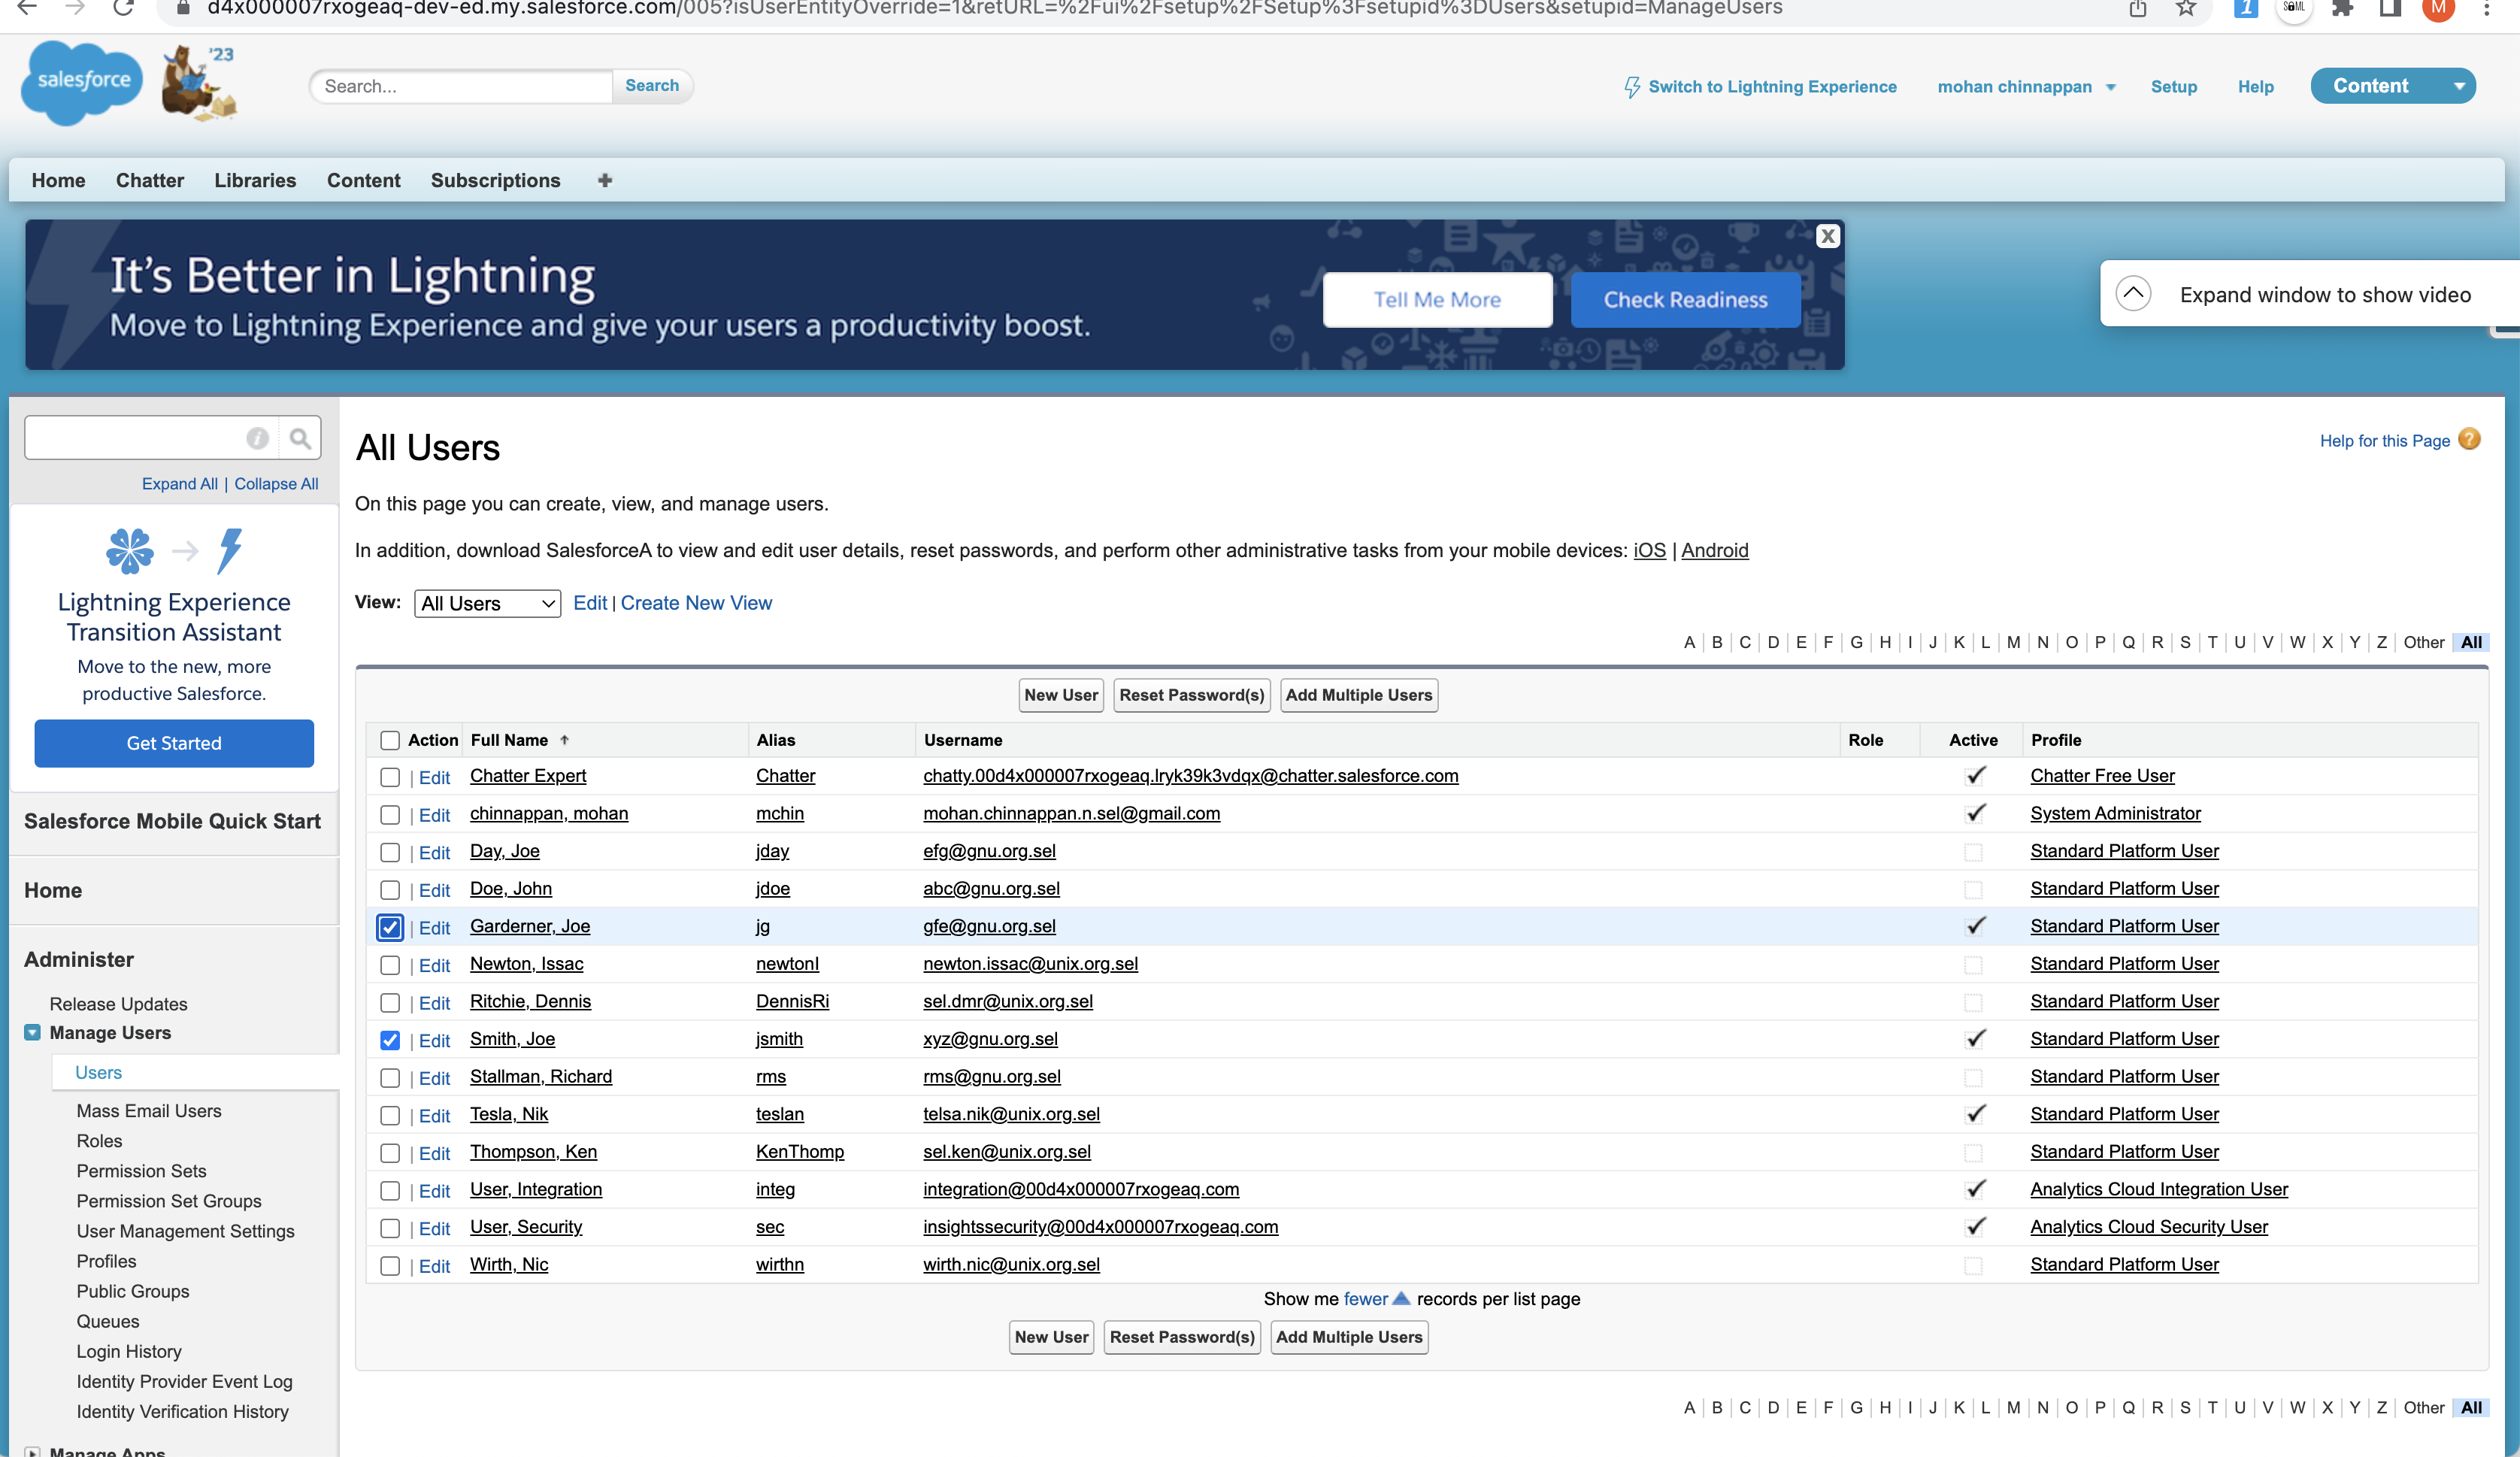 d4x000007rxogeaq-dev-ed.my.salesforce.com/005?isUserEntityOverride=1&retURL=%2Fui%2Fsetup%2FSetup%3Fsetupid%3DUsers&setupid=ManageUsers
1 SAML M
salesforce '23 Search... Search Switch to Lightning Experience mohan chinnappan Setup Help Content
Home Chatter Libraries Content Subscriptions
It's Better in Lightning
Move to Lightning Experience and give your users a productivity boost.
Tell Me More Check Readiness X
Expand window to show video
Expand All | Collapse All
Lightning Experience
Transition Assistant
Move to the new, more
productive Salesforce.
Get Started
Salesforce Mobile Quick Start
Home
Administer
Release Updates
Manage Users
Users
Mass Email Users
Roles
Permission Sets
Permission Set Groups
User Management Settings
Profiles
Public Groups
Queues
Login History
Identity Provider Event Log
Identity Verification History
Manage Apps
All Users
Help for this Page ?
On this page you can create, view, and manage users.
In addition, download SalesforceA to view and edit user details, reset passwords, and perform other administrative tasks from your mobile devices: iOS | Android
View: All Users Edit | Create New View
A | B | C | D | E | F | G | H | I | J | K | L | M | N | O | P | Q | R | S | T | U | V | W | X | Y | Z | Other All
New User Reset Password(s) Add Multiple Users
Action Full Name Alias Username Role Active Profile
| Edit Chatter Expert Chatter chatty.00d4x000007rxogeaq.lryk39k3vdqx@chatter.salesforce.com Chatter Free User
| Edit chinnappan, mohan mchin mohan.chinnappan.n.sel@gmail.com System Administrator
| Edit Day, Joe jday efg@gnu.org.sel Standard Platform User
| Edit Doe, John jdoe abc@gnu.org.sel Standard Platform User
| Edit Garderner, Joe jg gfe@gnu.org.sel Standard Platform User
| Edit Newton, Issac newtonI newton.issac@unix.org.sel Standard Platform User
| Edit Ritchie, Dennis DennisRi sel.dmr@unix.org.sel Standard Platform User
| Edit Smith, Joe jsmith xyz@gnu.org.sel Standard Platform User
| Edit Stallman, Richard rms rms@gnu.org.sel Standard Platform User
| Edit Tesla, Nik teslan telsa.nik@unix.org.sel Standard Platform User
| Edit Thompson, Ken KenThomp sel.ken@unix.org.sel Standard Platform User
| Edit User, Integration integ integration@00d4x000007rxogeaq.com Analytics Cloud Integration User
| Edit User, Security sec insightssecurity@00d4x000007rxogeaq.com Analytics Cloud Security User
| Edit Wirth, Nic wirthn wirth.nic@unix.org.sel Standard Platform User
Show me fewer records per list page
New User Reset Password(s) Add Multiple Users
A | B | C | D | E | F | G | H | I | J | K | L | M | N | O | P | Q | R | S | T | U | V | W | X | Y | Z | Other All